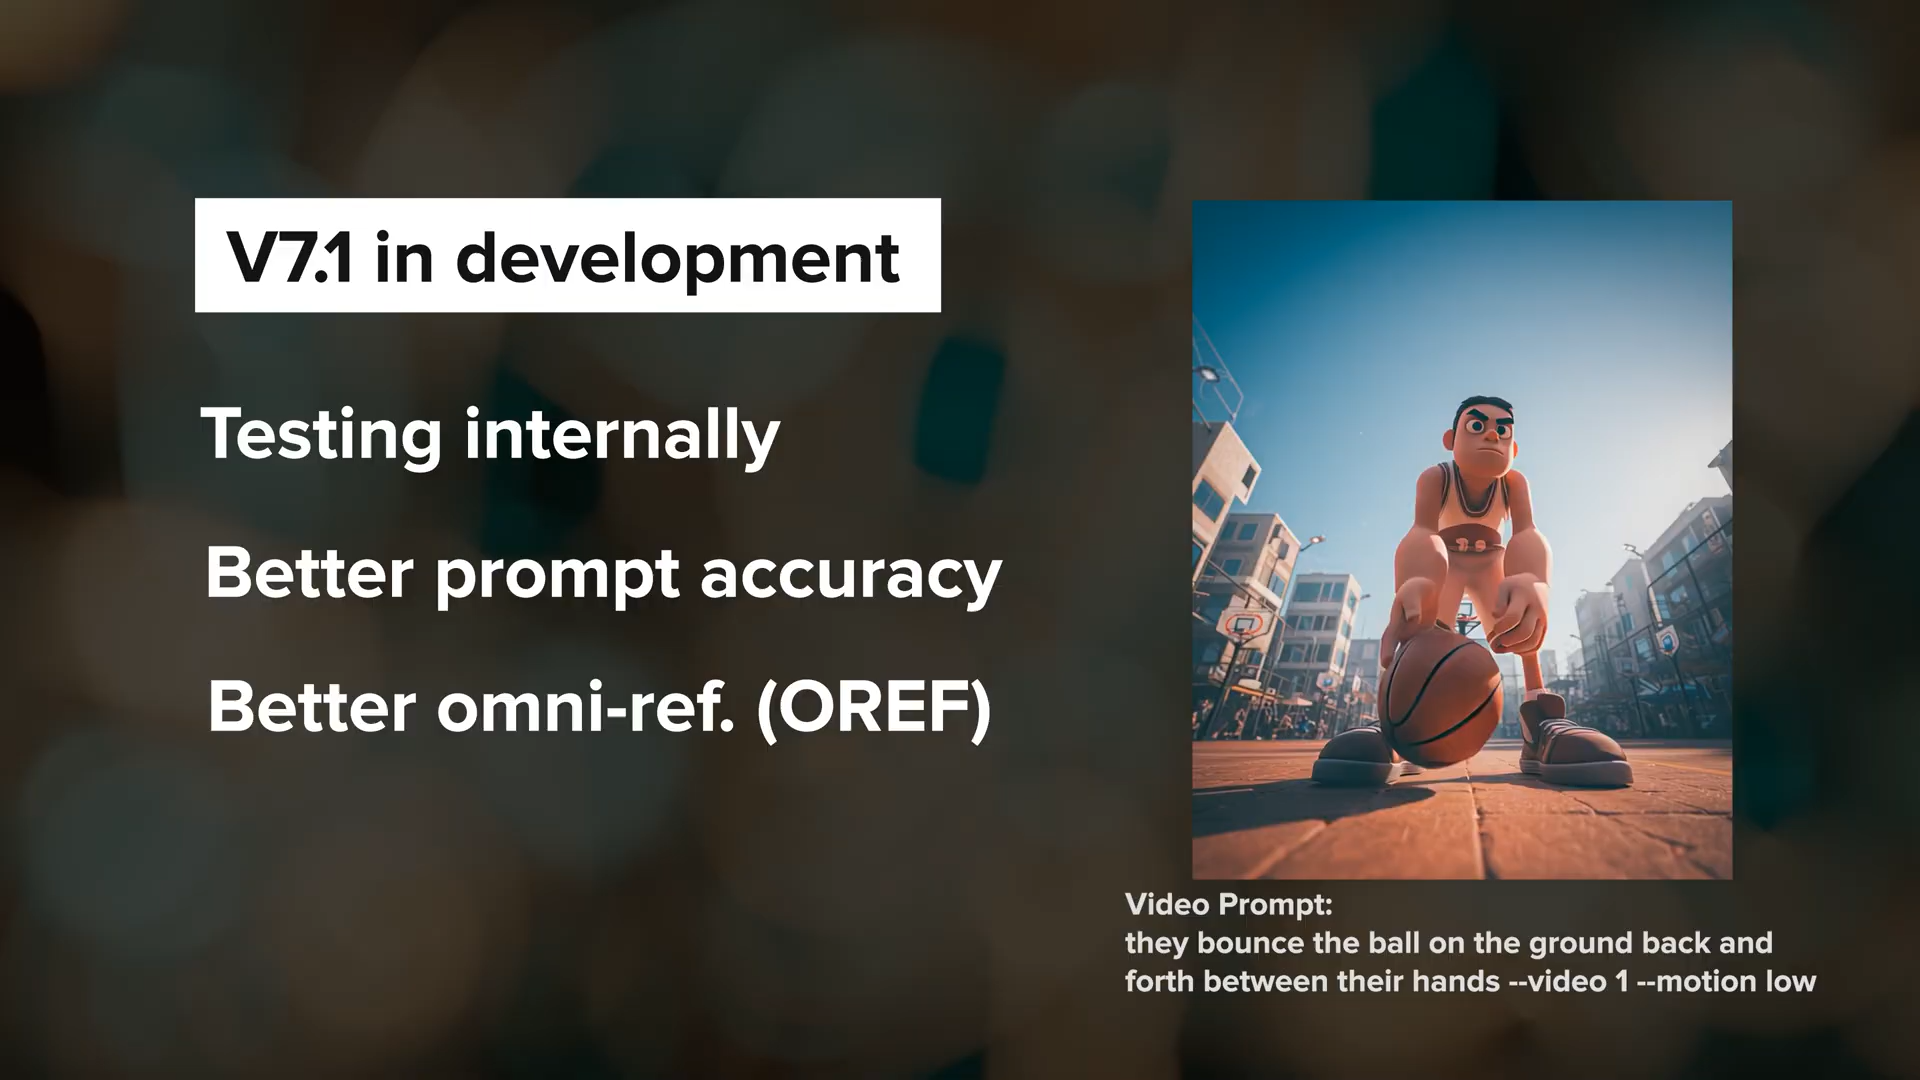 V7.1 in development
Testing internally
Better prompt accuracy
Better omni-ref. (OREF)
39
Video Prompt:
they bounce the ball on the ground back and
forth between their hands --video 1 --motion low